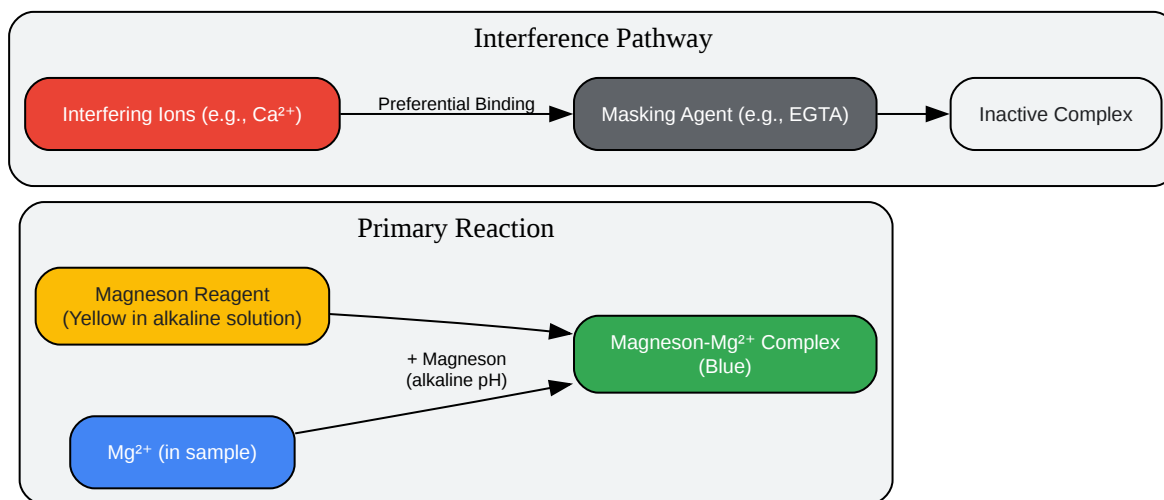 Interference Pathway
Interfering Ions (e.g., Ca²⁺)
Preferential Binding
Masking Agent (e.g., EGTA)
Inactive Complex
Primary Reaction
Magneson Reagent
(Yellow in alkaline solution)
+ Magneson
(alkaline pH)
Magneson-Mg²⁺ Complex
(Blue)
Mg²⁺ (in sample)